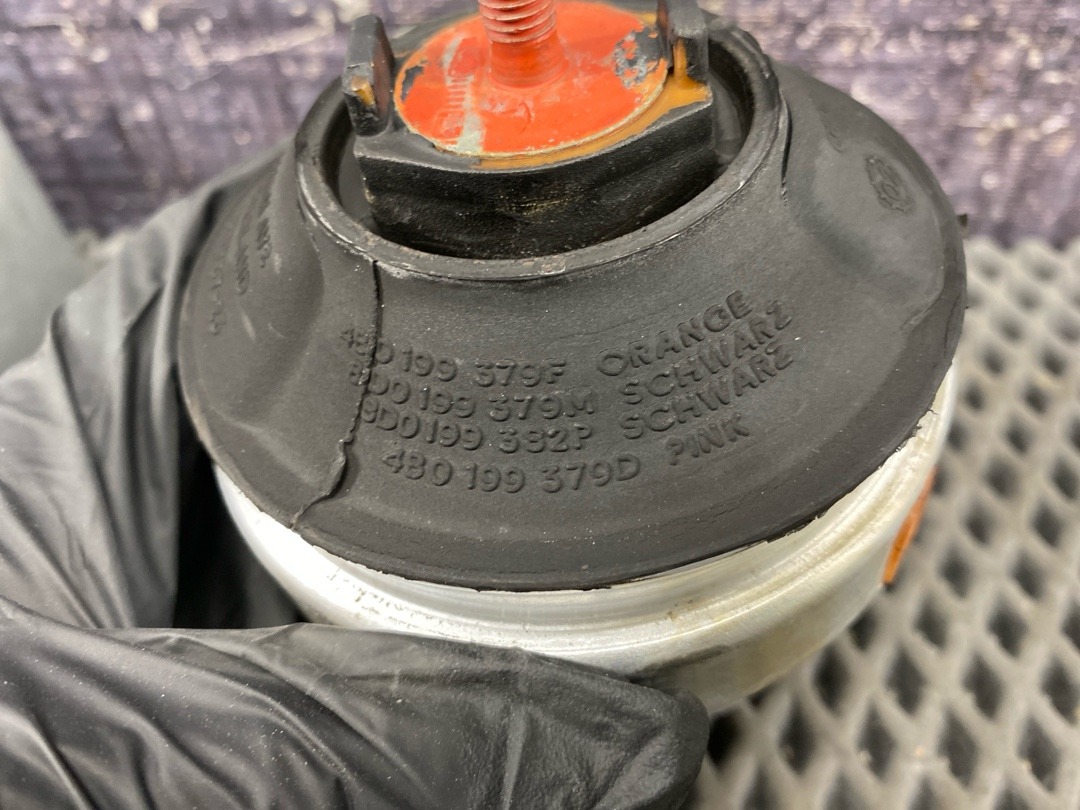 4B0 199 379F ORANGE
8D0 199 379M SCHWARZ
8D0 199 382P SCHWARZ
4B0 199 379D PINK